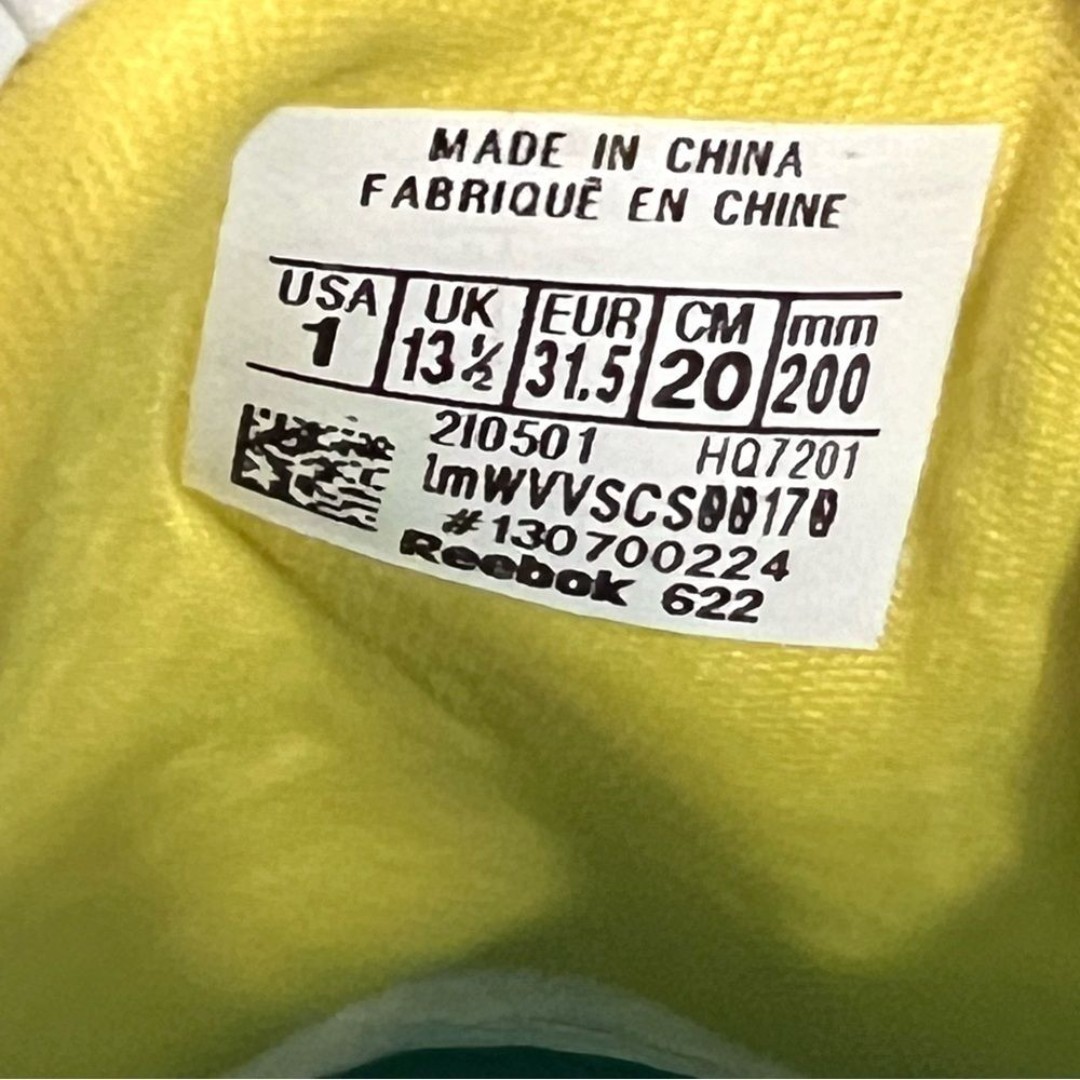 MADE IN CHINA
FABRIQUÉ EN CHINE
USA UK EUR CM mm
1 13½ 31.5 20 200
210501 HQ7201
LmWVVSCS00170
#130700224
Reebok 622